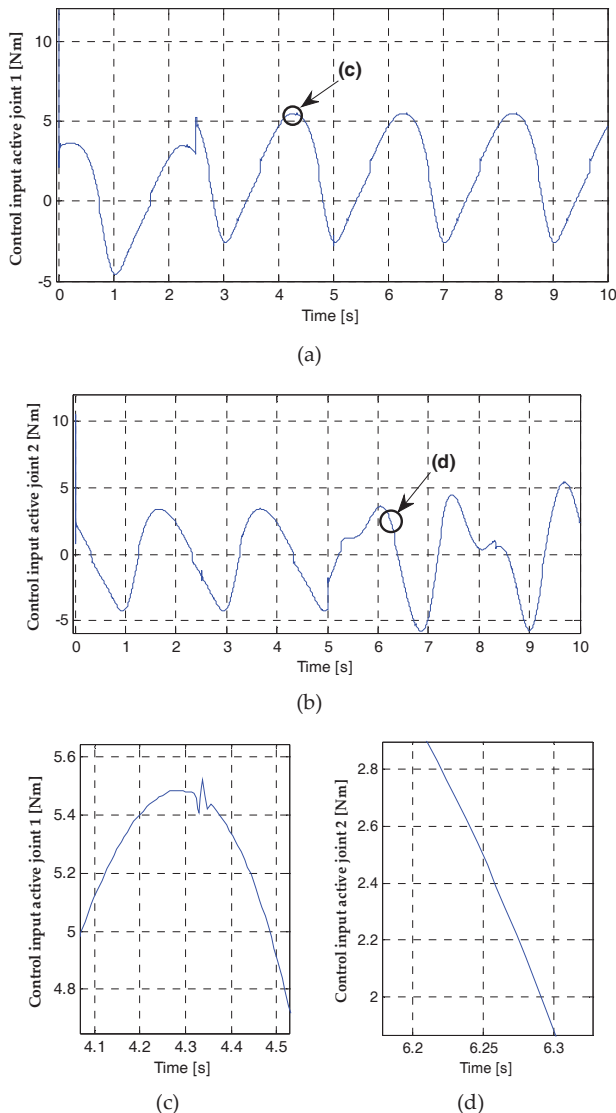 Control input active joint 1 [Nm]
10
5
0
-5
(c)
0 1 2 3 4 5 6 7 8 9 10
Time [s]
(a)
Control input active joint 2 [Nm]
10
5
0
-5
(d)
0 1 2 3 4 5 6 7 8 9 10
Time [s]
(b)
Control input active joint 1 [Nm]
5.6
5.4
5.2
5
4.8
4.1 4.2 4.3 4.4 4.5
Time [s]
(c)
Control input active joint 2 [Nm]
2.8
2.6
2.4
2.2
2
6.2 6.25 6.3
Time [s]
(d)